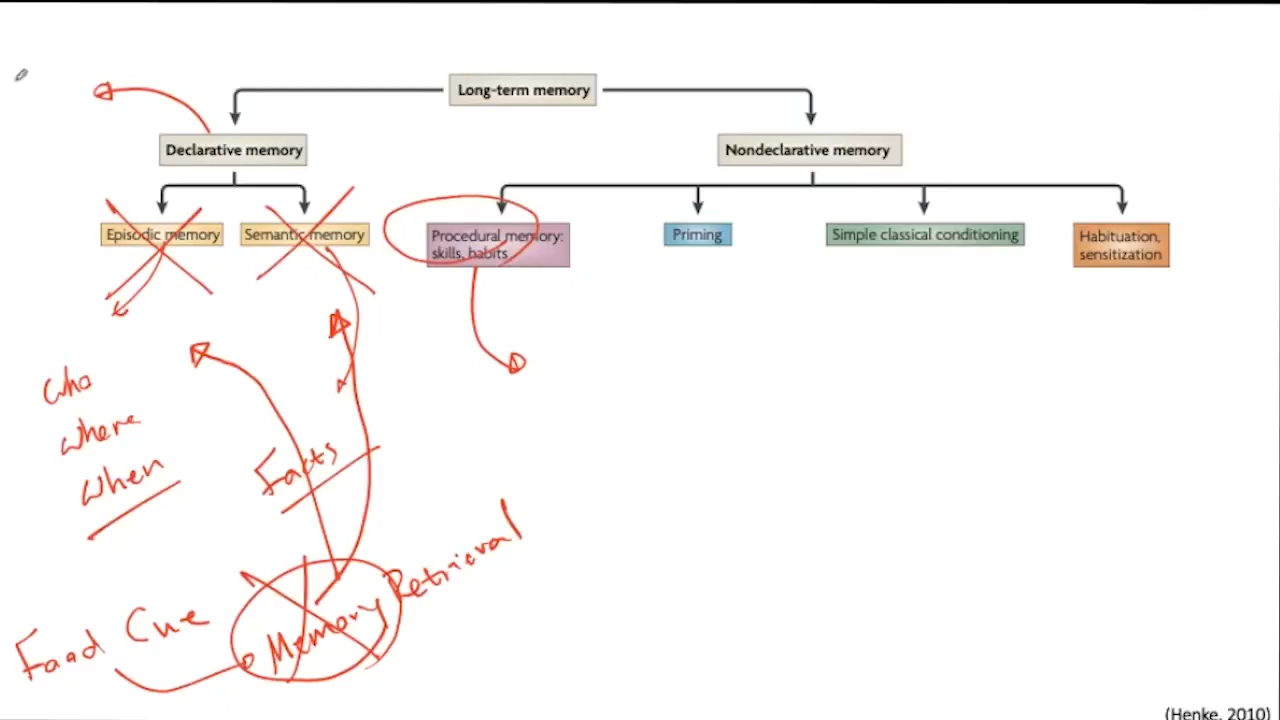 Long-term memory
Declarative memory
Nondeclarative memory
Episodic memory
Semantic memory
Procedural memory:
skills, habits
Priming
Simple classical conditioning
Habituation,
sensitization
who
where
when
Facts
Food Cue
Memory Retrieval
(Henke, 2010)